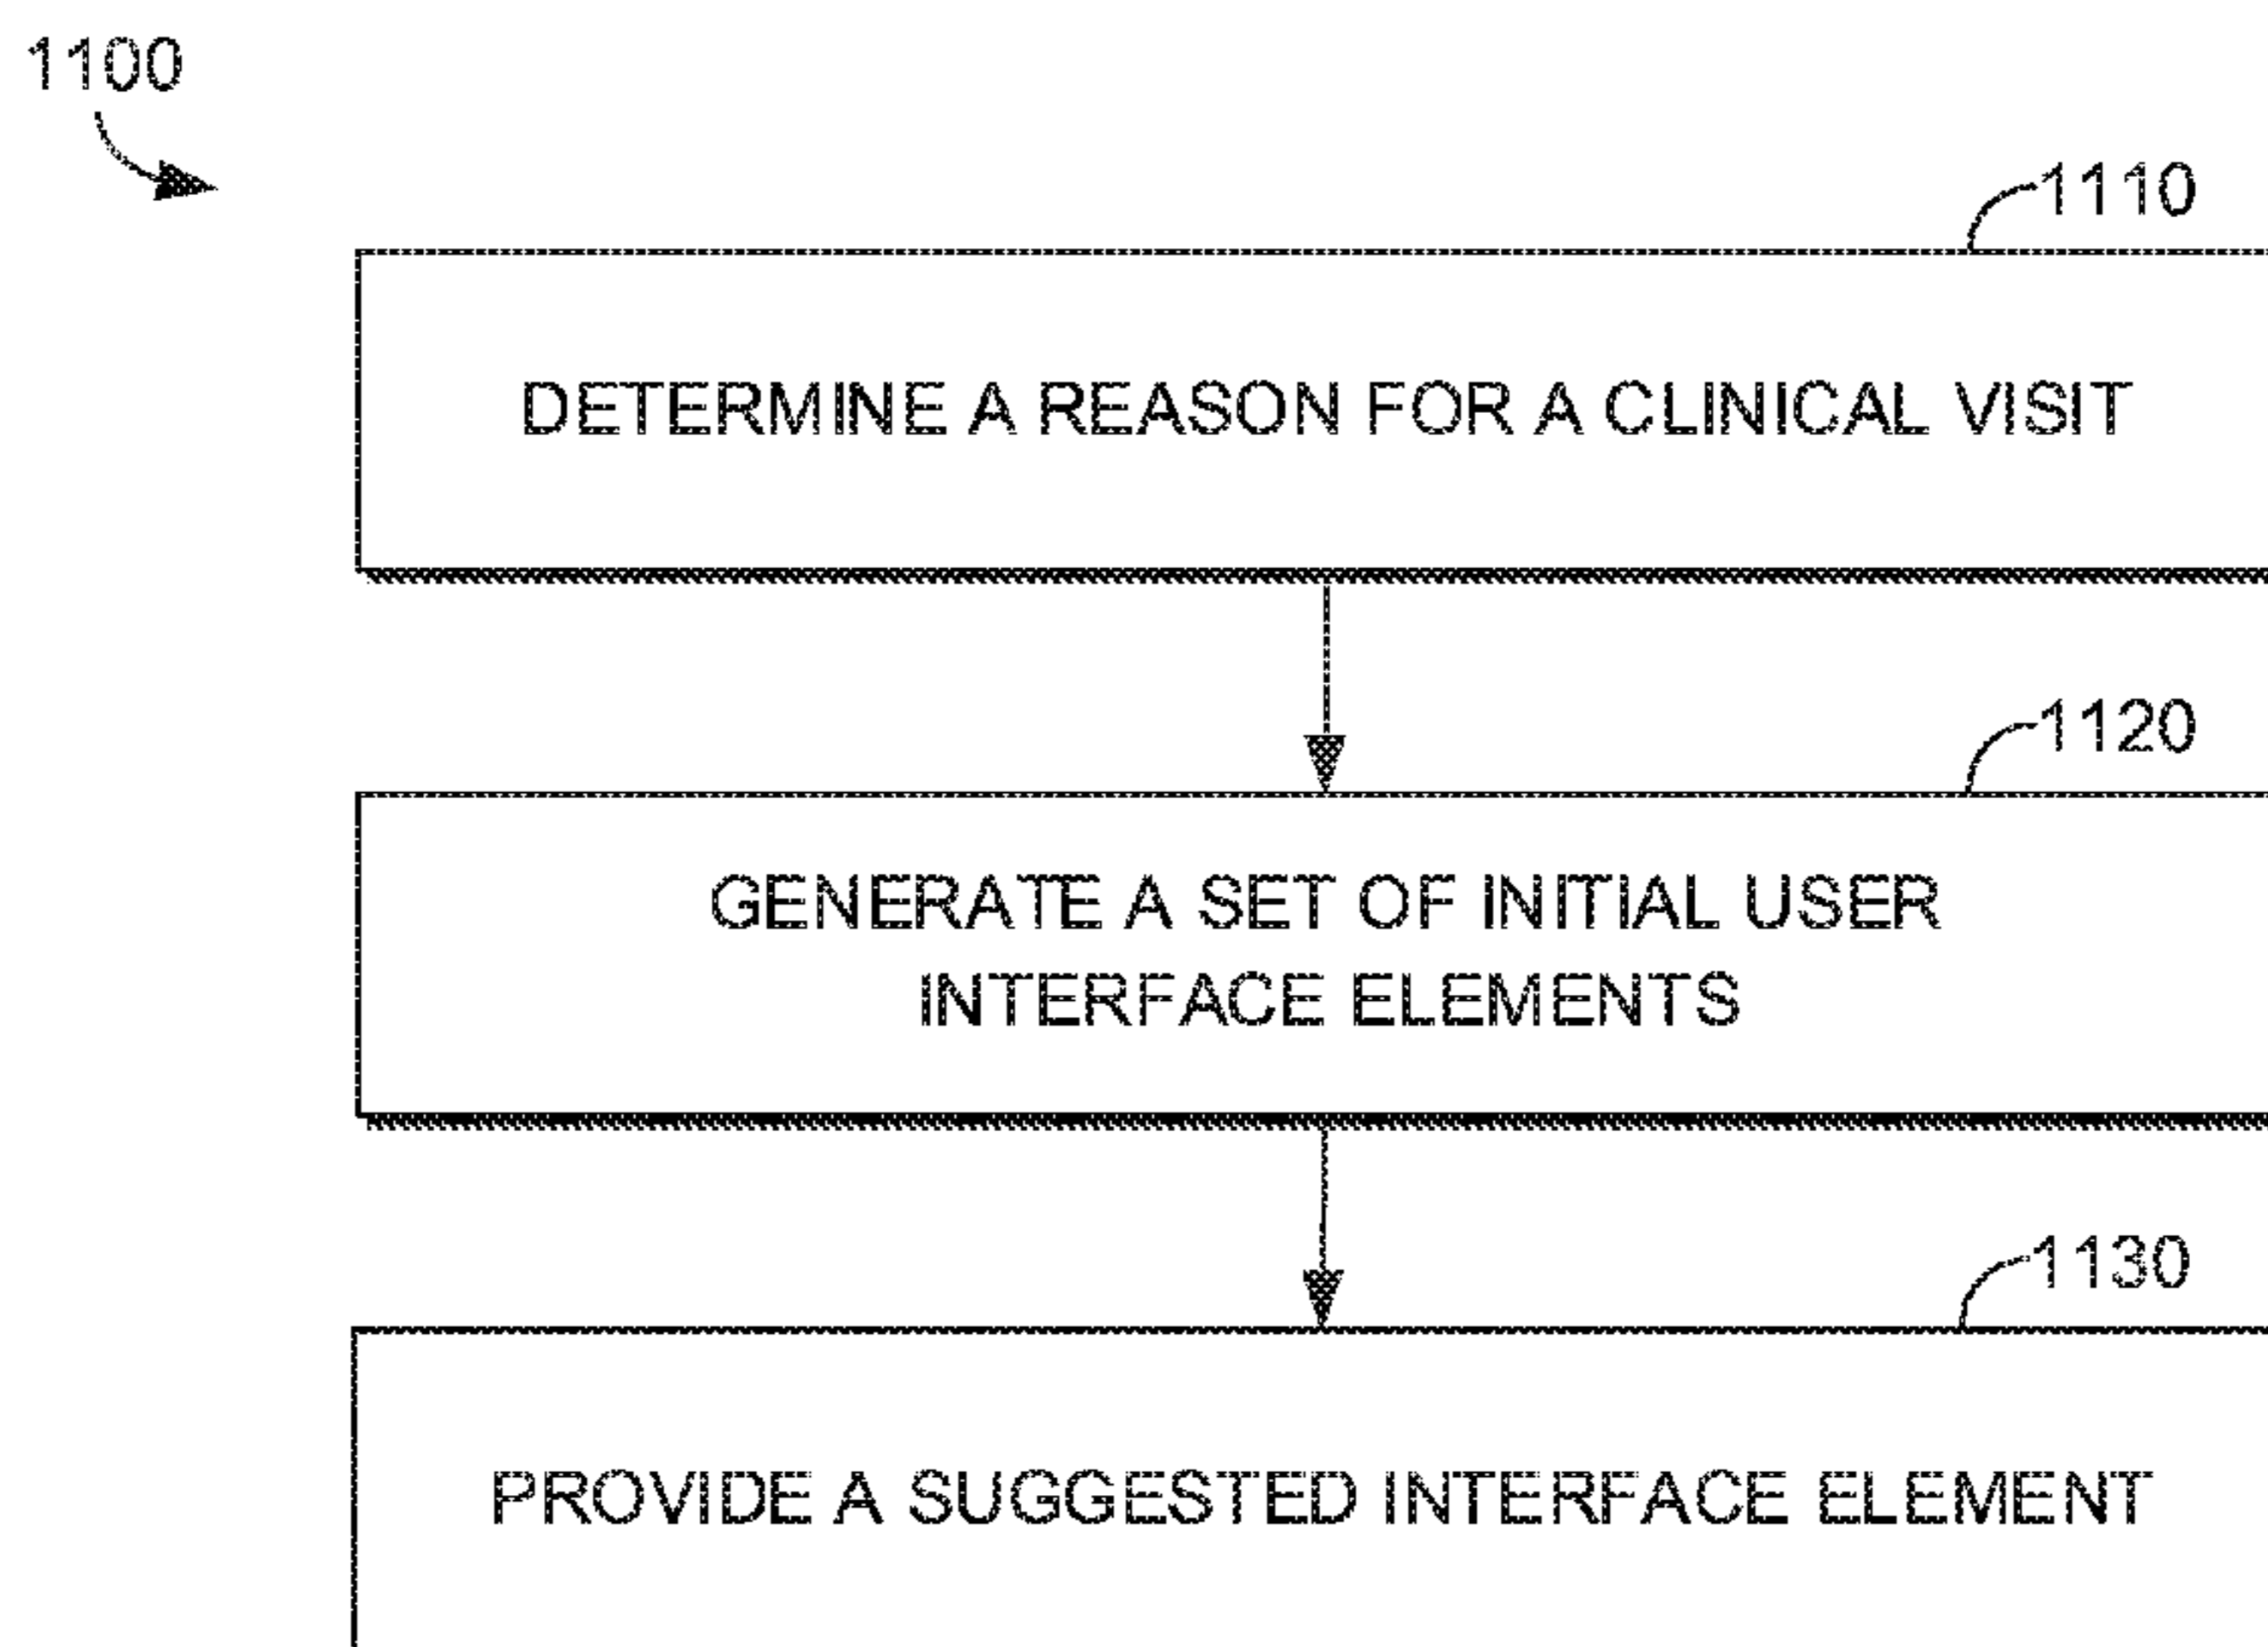 1100
1110
DETERMINE A REASON FOR A CLINICAL VISIT
1120
GENERATE A SET OF INITIAL USER
INTERFACE ELEMENTS
1130
PROVIDE A SUGGESTED INTERFACE ELEMENT